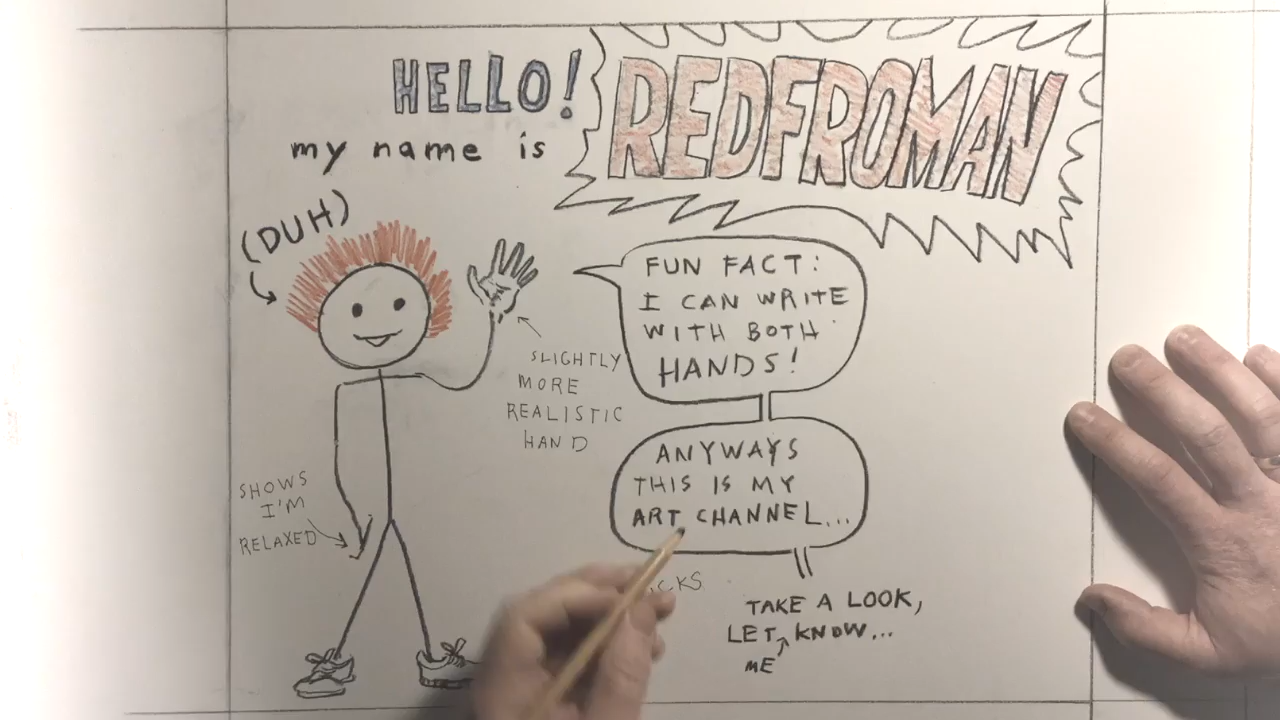 HELLO!
my name is
REDFROMAN
(DUH)
FUN FACT:
I CAN WRITE
WITH BOTH
HANDS!
SLIGHTLY
MORE
REALISTIC
HAND
ANYWAYS
THIS IS MY
ART CHANNEL...
SHOWS
I'M
RELAXED
TAKE A LOOK,
LET ME KNOW...